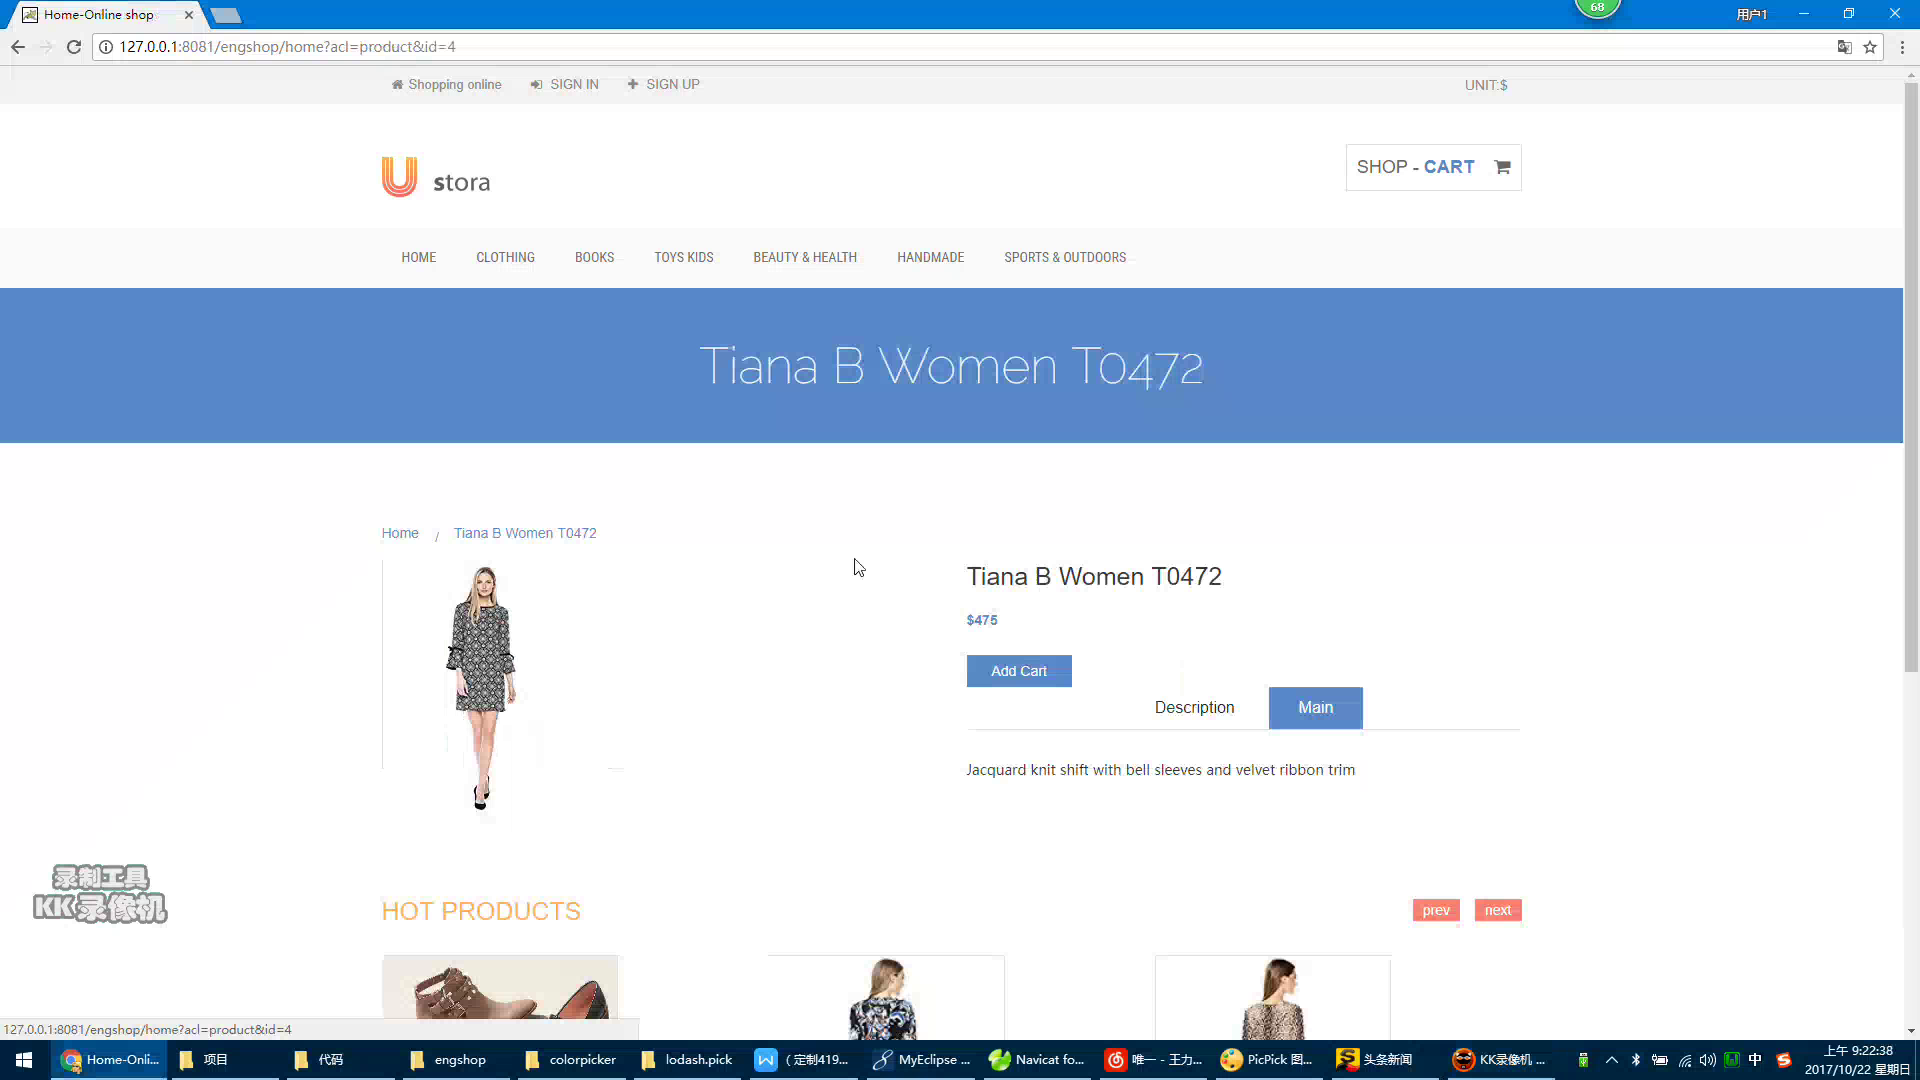 Home-Online shop
68
用户1
127.0.0.1:8081/engshop/home?acl=product&id=4
Shopping online SIGN IN SIGN UP UNIT:$
U stora
SHOP - CART
HOME CLOTHING BOOKS TOYS KIDS BEAUTY & HEALTH HANDMADE SPORTS & OUTDOORS
Tiana B Women T0472
Home / Tiana B Women T0472
Tiana B Women T0472
$475
Add Cart
Description Main
Jacquard knit shift with bell sleeves and velvet ribbon trim
录制工具
KK录像机
HOT PRODUCTS prev next
127.0.0.1:8081/engshop/home?acl=product&id=4
Home-Onli... 项目 代码 engshop colorpicker lodash.pick （定制419... MyEclipse ... Navicat fo... 唯一 - 王力... PicPick 图... 头条新闻 KK录像机 ... 中
上午 9:22:38
2017/10/22 星期日